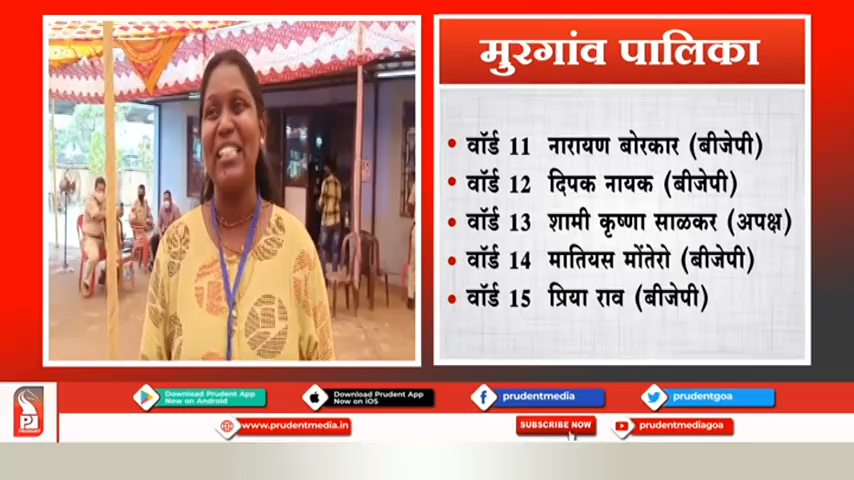 मुरगांव पालिका
• वॉर्ड 11 नारायण बोरकार (बीजेपी)
• वॉर्ड 12 दिपक नायक (बीजेपी)
• वॉर्ड 13 शामी कृष्णा साळकर (अपक्ष)
• वॉर्ड 14 मातियस मोंतेरो (बीजेपी)
• वॉर्ड 15 प्रिया राव (बीजेपी)
Download Prudent App
Now on Android
Download Prudent App
Now on iOS
prudentmedia
prudentgoa
PRUDENT
www.prudentmedia.in
SUBSCRIBE NOW
prudentmediagoa